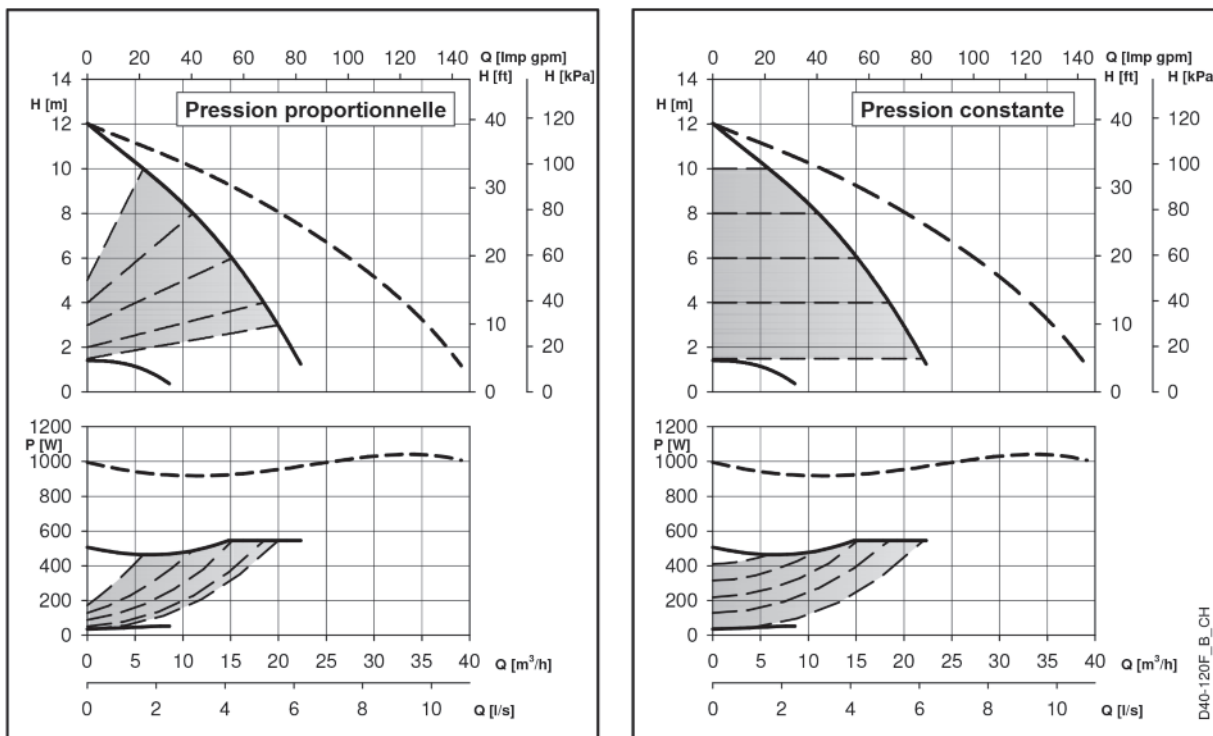 0 20 40 60 80 100 120 140 Q [Imp gpm]
H [ft] H [kPa]
14
H [m] Pression proportionnelle
12 40 120
10 100
30
8 80
6 20 60
4 40
10
2 20
0 0 0
1200
P [W]
1000
800
600
400
200
0
0 5 10 15 20 25 30 35 40 Q [m³/h]
0 2 4 6 8 10 Q [l/s]
0 20 40 60 80 100 120 140 Q [Imp gpm]
H [ft] H [kPa]
14
H [m] Pression constante
12 40 120
10 100
30
8 80
6 20 60
4 40
10
2 20
0 0 0
1200
P [W]
1000
800
600
400
200
0
0 5 10 15 20 25 30 35 40 Q [m³/h]
0 2 4 6 8 10 Q [l/s]
D40-120F_B_CH